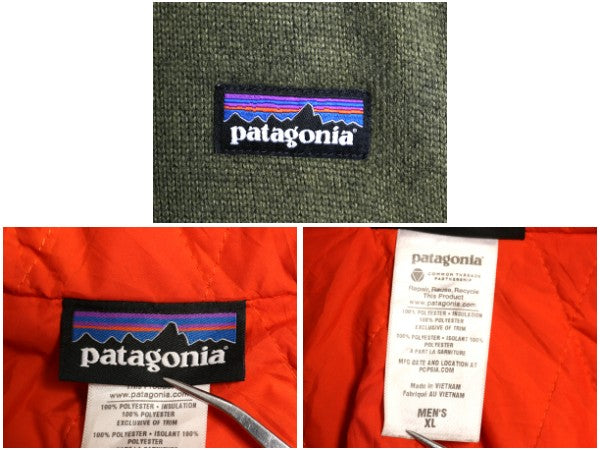 patagonia®
patagonia®
www.patagonia.com
100% POLYESTER • INSULATION
100% POLYESTER
EXCLUSIVE OF TRIM
100% POLYESTER • ISOLANT 100%
patagonia®
COMMON THREADS
PARTNERSHIP
Repair, Reuse, Recycle
This Product
www.patagonia.com
100% POLYESTER • INSULATION
100% POLYESTER
EXCLUSIVE OF TRIM
100% POLYESTER • ISOLANT 100%
À PART LA GARNITURE
MFG DATE AND LOCATION AT
PCPSIA.COM
Made in VIETNAM
Fabriqué AU VIETNAM
MEN'S
XL